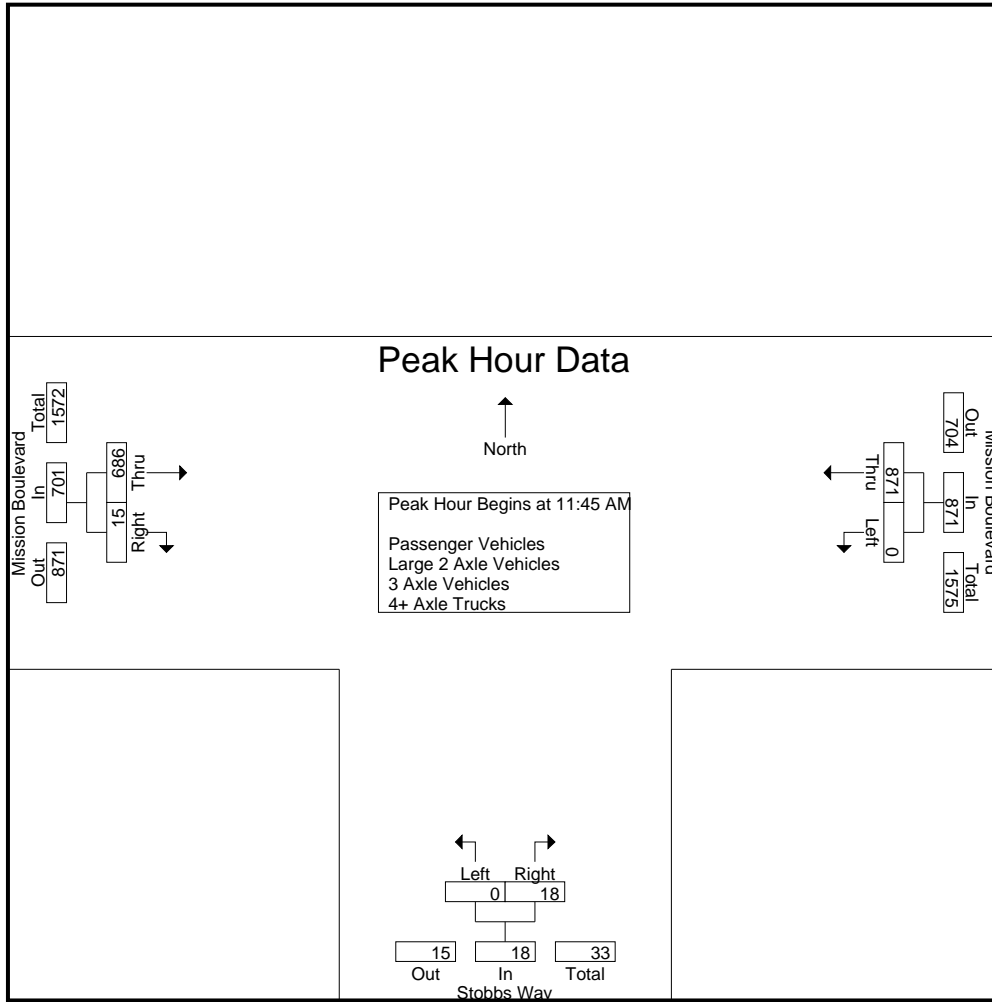 Peak Hour Data
North
Peak Hour Begins at 11:45 AM
Passenger Vehicles
Large 2 Axle Vehicles
3 Axle Vehicles
4+ Axle Trucks
Mission Boulevard
Out In Total
871 701 1572
Right Thru
15 686
Mission Boulevard
Out In Total
704 871 1575
Thru Left
871 0
Left Right
0 18
15 18 33
Out In Total
Stobbs Way